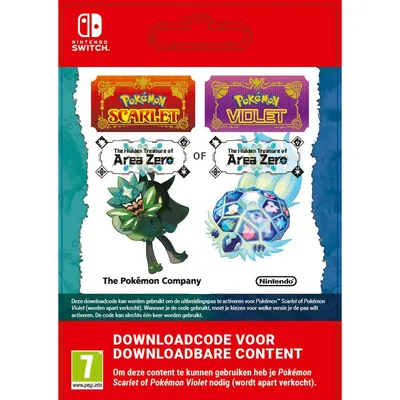 NINTENDO
SWITCH™
Pokémon
SCARLET
Pokémon
VIOLET
The Hidden Treasure of
Area Zero
OF
The Hidden Treasure of
Area Zero
The Pokémon Company
Nintendo
Deze downloadcode kan worden gebruikt om de uitbreidingspas te activeren voor Pokémon™ Scarlet of Pokémon
Violet (worden apart verkocht). Wanneer je de code gebruikt, moet je kiezen voor welke versie je de pas wilt
activeren. De code kan slechts één keer worden gebruikt.
DOWNLOADCODE VOOR
DOWNLOADBARE CONTENT
7
www.pegi.info
Om deze content te kunnen gebruiken heb je Pokémon
Scarlet of Pokémon Violet nodig (wordt apart verkocht).